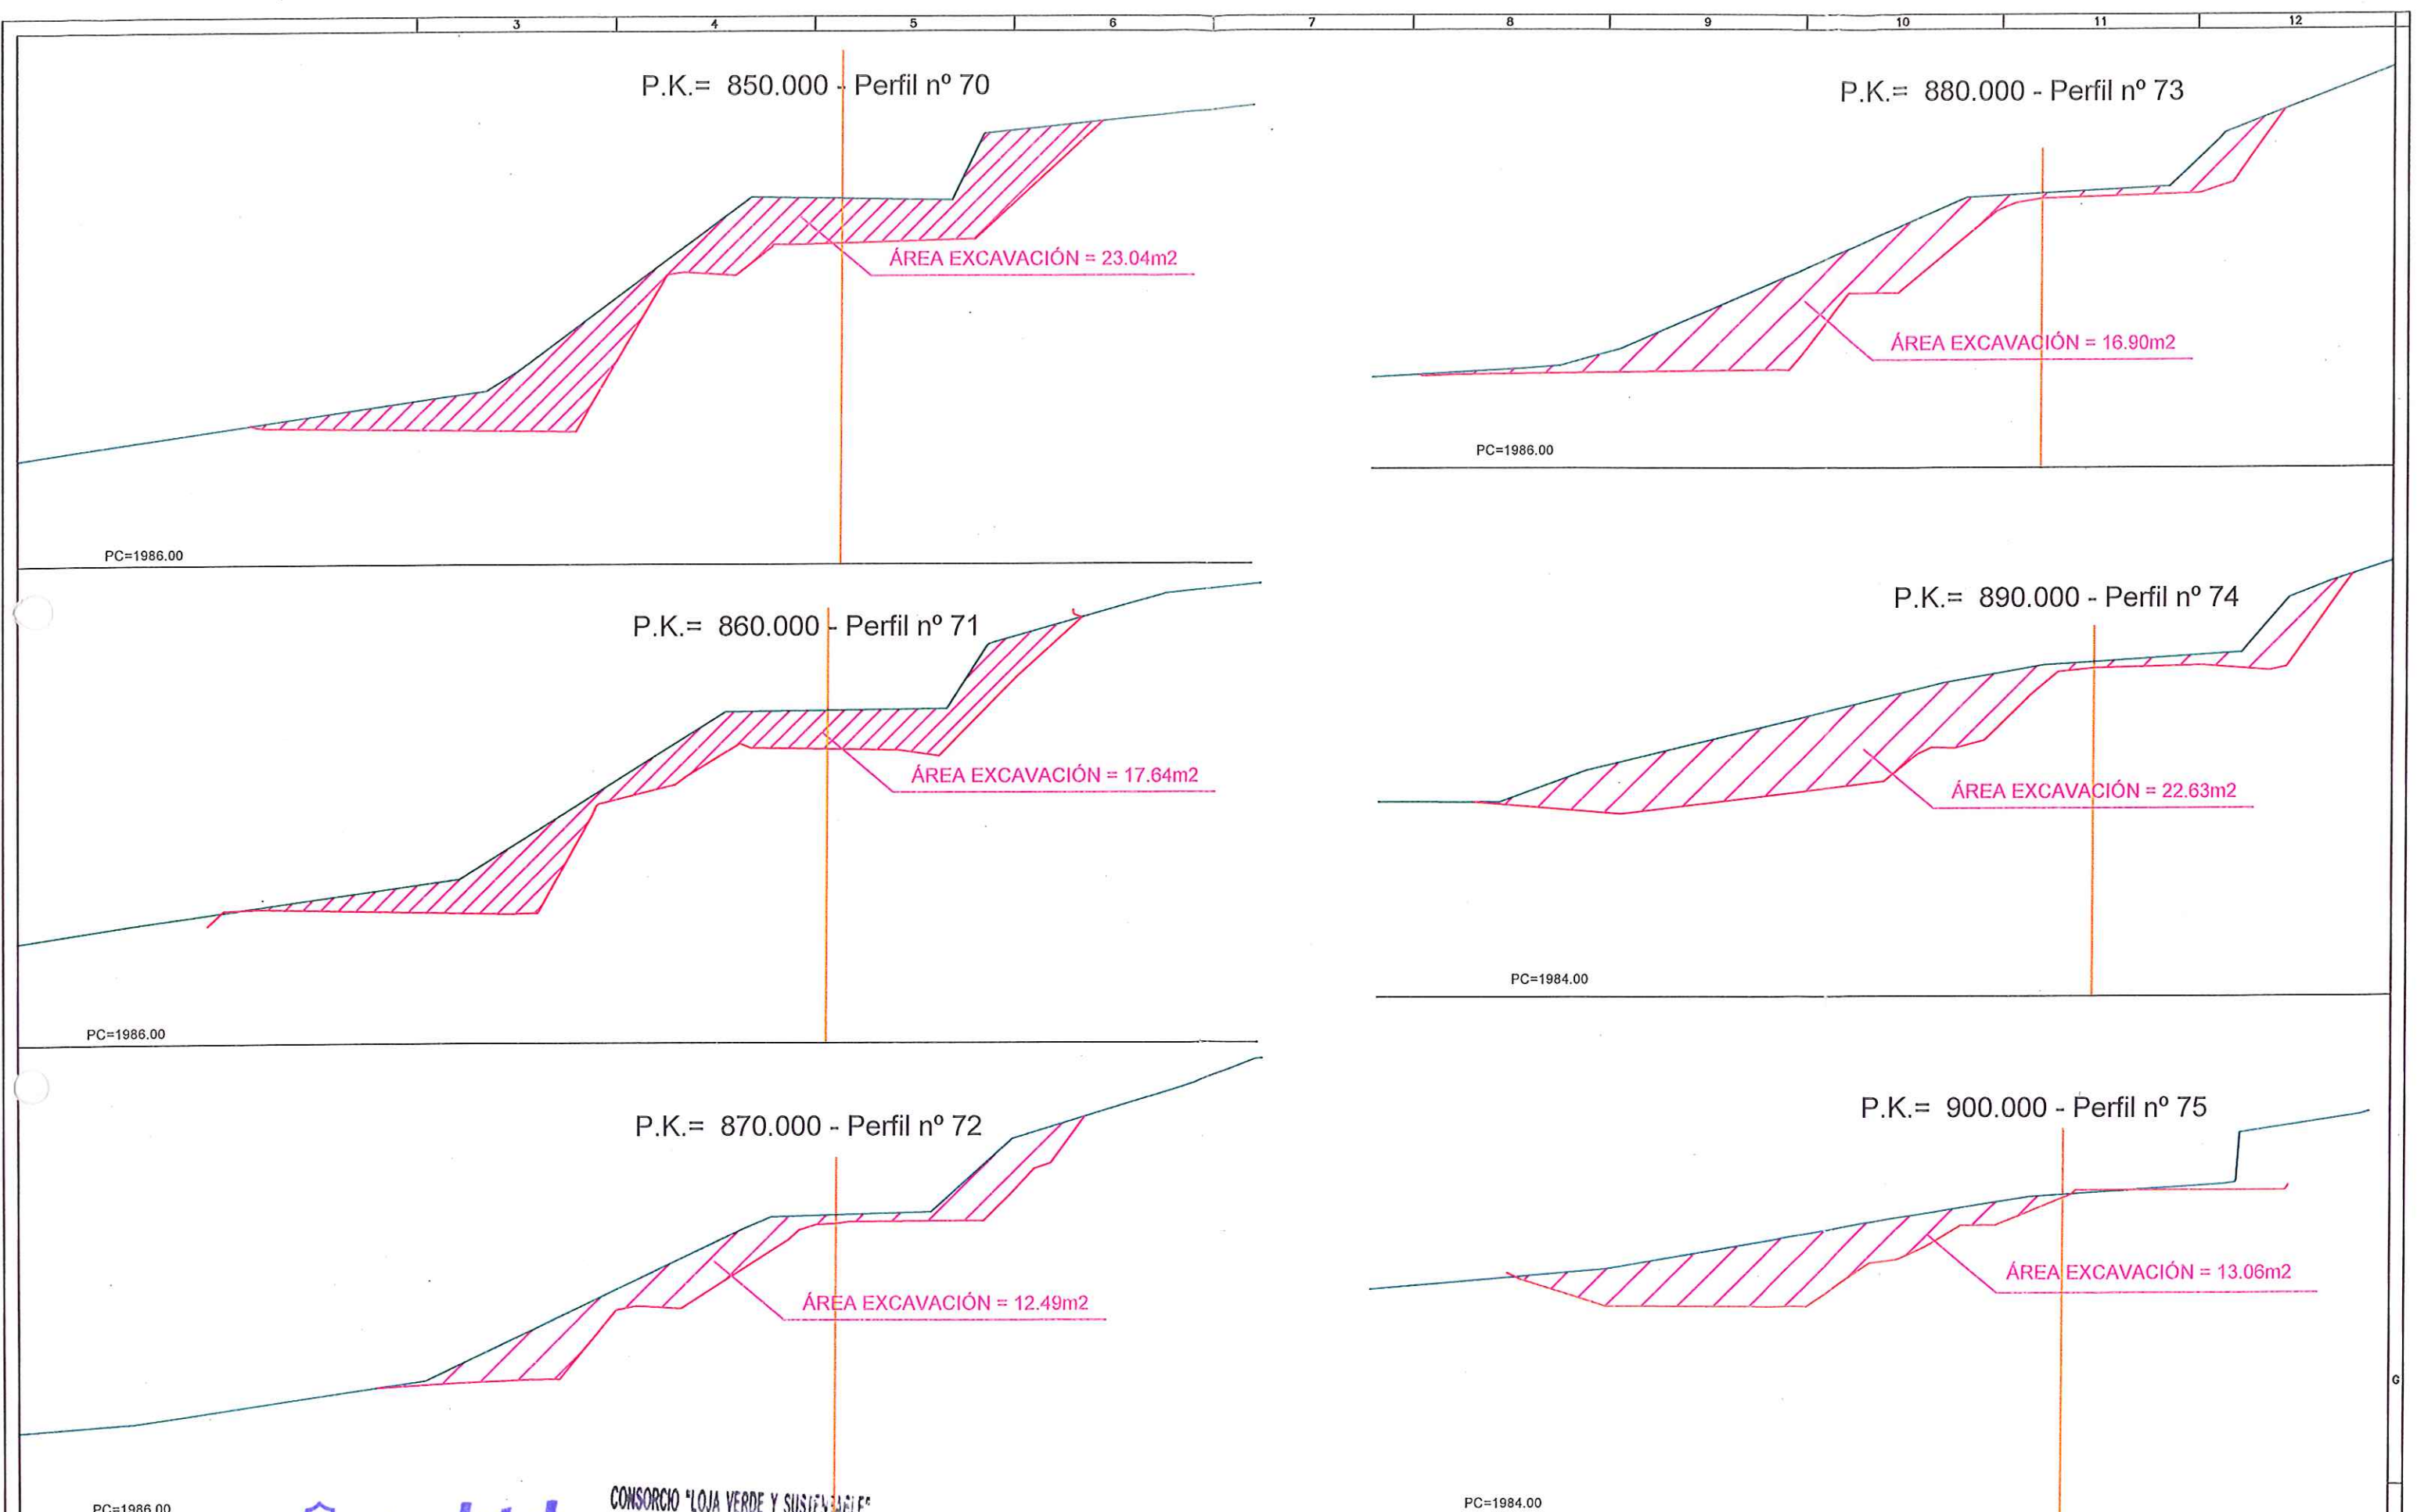 3 4 5 6 7 8 9 10 11 12
P.K.= 850.000 - Perfil nº 70
ÁREA EXCAVACIÓN = 23.04m2
PC=1986.00
P.K.= 860.000 - Perfil nº 71
ÁREA EXCAVACIÓN = 17.64m2
PC=1986.00
P.K.= 870.000 - Perfil nº 72
ÁREA EXCAVACIÓN = 12.49m2
PC=1986.00
CONSORCIO "LOJA VERDE Y SUSTENTABLE"
P.K.= 880.000 - Perfil nº 73
ÁREA EXCAVACIÓN = 16.90m2
PC=1986.00
P.K.= 890.000 - Perfil nº 74
ÁREA EXCAVACIÓN = 22.63m2
PC=1984.00
P.K.= 900.000 - Perfil nº 75
ÁREA EXCAVACIÓN = 13.06m2
G
PC=1984.00